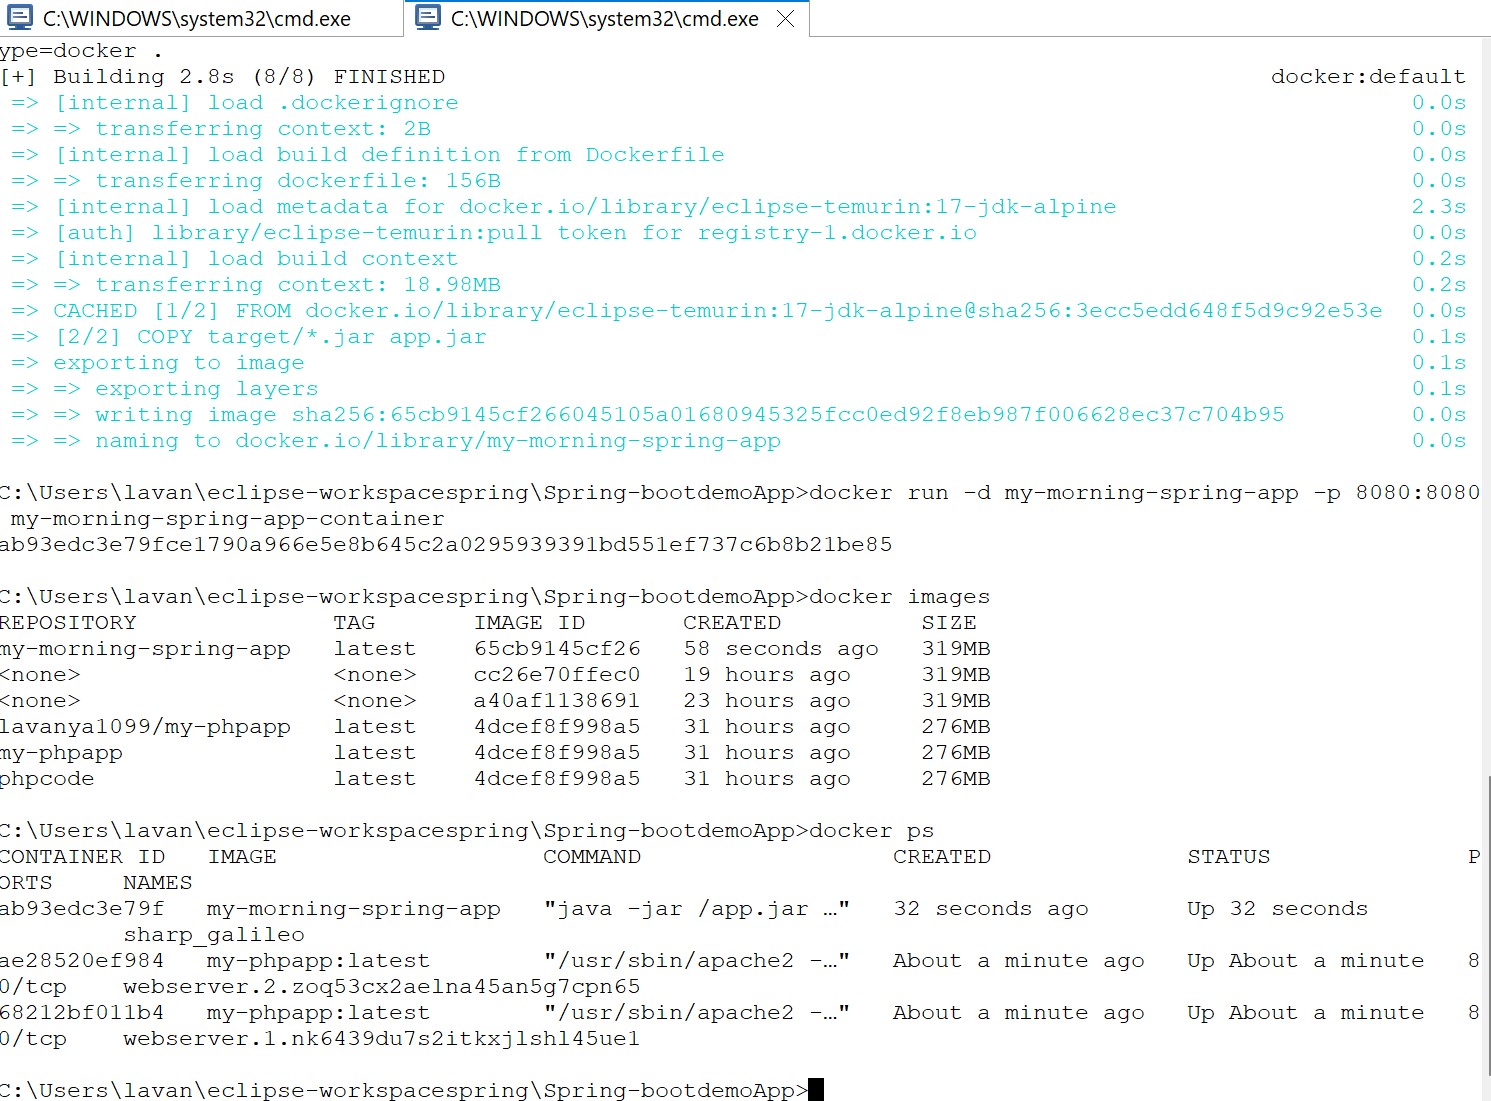 C:\WINDOWS\system32\cmd.exe C:\WINDOWS\system32\cmd.exe
ype=docker .
[+] Building 2.8s (8/8) FINISHED docker:default
=> [internal] load .dockerignore 0.0s
=> => transferring context: 2B 0.0s
=> [internal] load build definition from Dockerfile 0.0s
=> => transferring dockerfile: 156B 0.0s
=> [internal] load metadata for docker.io/library/eclipse-temurin:17-jdk-alpine 2.3s
=> [auth] library/eclipse-temurin:pull token for registry-1.docker.io 0.0s
=> [internal] load build context 0.2s
=> => transferring context: 18.98MB 0.2s
=> CACHED [1/2] FROM docker.io/library/eclipse-temurin:17-jdk-alpine@sha256:3ecc5edd648f5d9c92e53e 0.0s
=> [2/2] COPY target/*.jar app.jar 0.1s
=> exporting to image 0.1s
=> => exporting layers 0.1s
=> => writing image sha256:65cb9145cf266045105a01680945325fcc0ed92f8eb987f006628ec37c704b95 0.0s
=> => naming to docker.io/library/my-morning-spring-app 0.0s
C:\Users\lavan\eclipse-workspacespring\Spring-bootdemoApp>docker run -d my-morning-spring-app -p 8080:8080
my-morning-spring-app-container
ab93edc3e79fce1790a966e5e8b645c2a0295939391bd551ef737c6b8b21be85
C:\Users\lavan\eclipse-workspacespring\Spring-bootdemoApp>docker images
REPOSITORY TAG IMAGE ID CREATED SIZE
my-morning-spring-app latest 65cb9145cf26 58 seconds ago 319MB
<none> <none> cc26e70ffec0 19 hours ago 319MB
<none> <none> a40af1138691 23 hours ago 319MB
lavanya1099/my-phpapp latest 4dcef8f998a5 31 hours ago 276MB
my-phpapp latest 4dcef8f998a5 31 hours ago 276MB
phpcode latest 4dcef8f998a5 31 hours ago 276MB
C:\Users\lavan\eclipse-workspacespring\Spring-bootdemoApp>docker ps
CONTAINER ID IMAGE COMMAND CREATED STATUS P
ORTS NAMES
ab93edc3e79f my-morning-spring-app "java -jar /app.jar …" 32 seconds ago Up 32 seconds
sharp_galileo
ae28520ef984 my-phpapp:latest "/usr/sbin/apache2 -…" About a minute ago Up About a minute 8
0/tcp webserver.2.zoq53cx2aelna45an5g7cpn65
68212bf011b4 my-phpapp:latest "/usr/sbin/apache2 -…" About a minute ago Up About a minute 8
0/tcp webserver.1.nk6439du7s2itkxjlshl45ue1
C:\Users\lavan\eclipse-workspacespring\Spring-bootdemoApp>